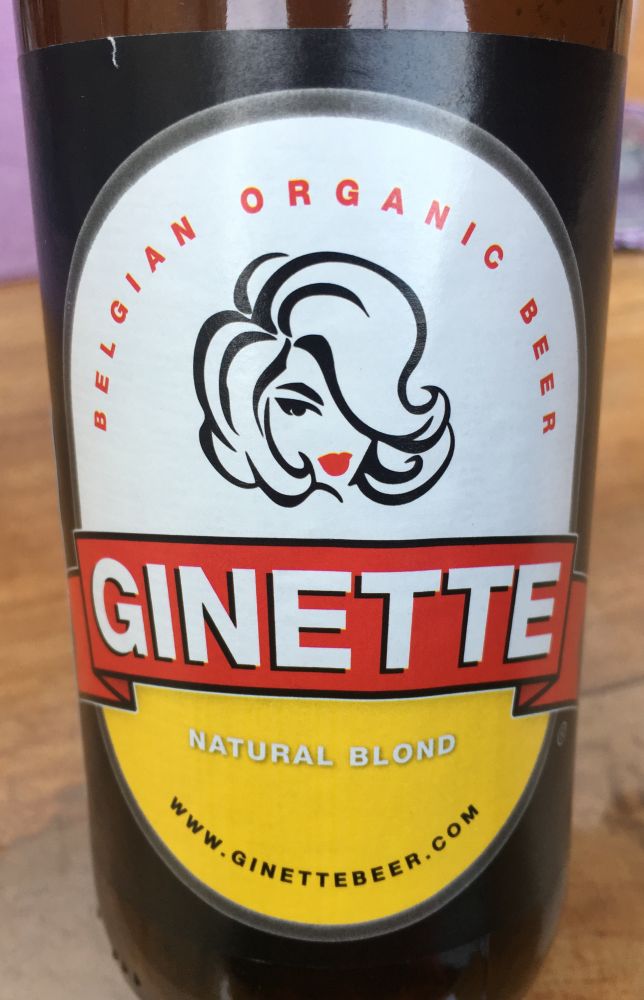 BELGIAN ORGANIC BEER
GINETTE
NATURAL BLOND
WWW.GINETTEBEER.COM